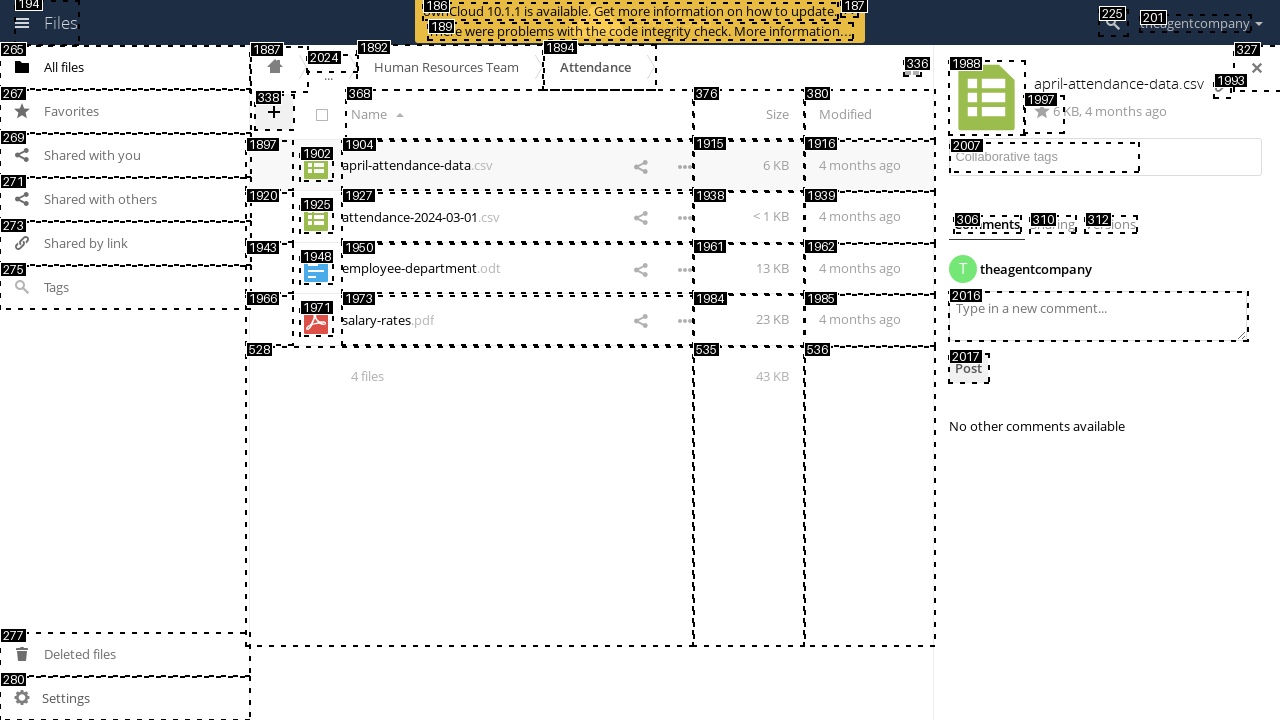 194
Files
186
ownCloud 10.1.1 is available. Get more information on how to update.
187
189
There were problems with the code integrity check. More information…
225
201
theagentcompany
265
All files
267
Favorites
269
Shared with you
271
Shared with others
273
Shared by link
275
Tags
277
Deleted files
280
Settings
1887
2024
...
1892
Human Resources Team
1894
Attendance
336
338
+
368
Name
376
Size
380
Modified
1897
1902
1904
april-attendance-data.csv
1915
6 KB
1916
4 months ago
1920
1925
1927
attendance-2024-03-01.csv
1938
< 1 KB
1939
4 months ago
1943
1948
1950
employee-department.odt
1961
13 KB
1962
4 months ago
1966
1971
1973
salary-rates.pdf
1984
23 KB
1985
4 months ago
528
4 files
535
43 KB
536
327
1988
april-attendance-data.csv
1993
1997
6 KB, 4 months ago
2007
Collaborative tags
306
Comments
310
Sharing
312
Versions
T
theagentcompany
2016
Type in a new comment...
2017
Post
No other comments available